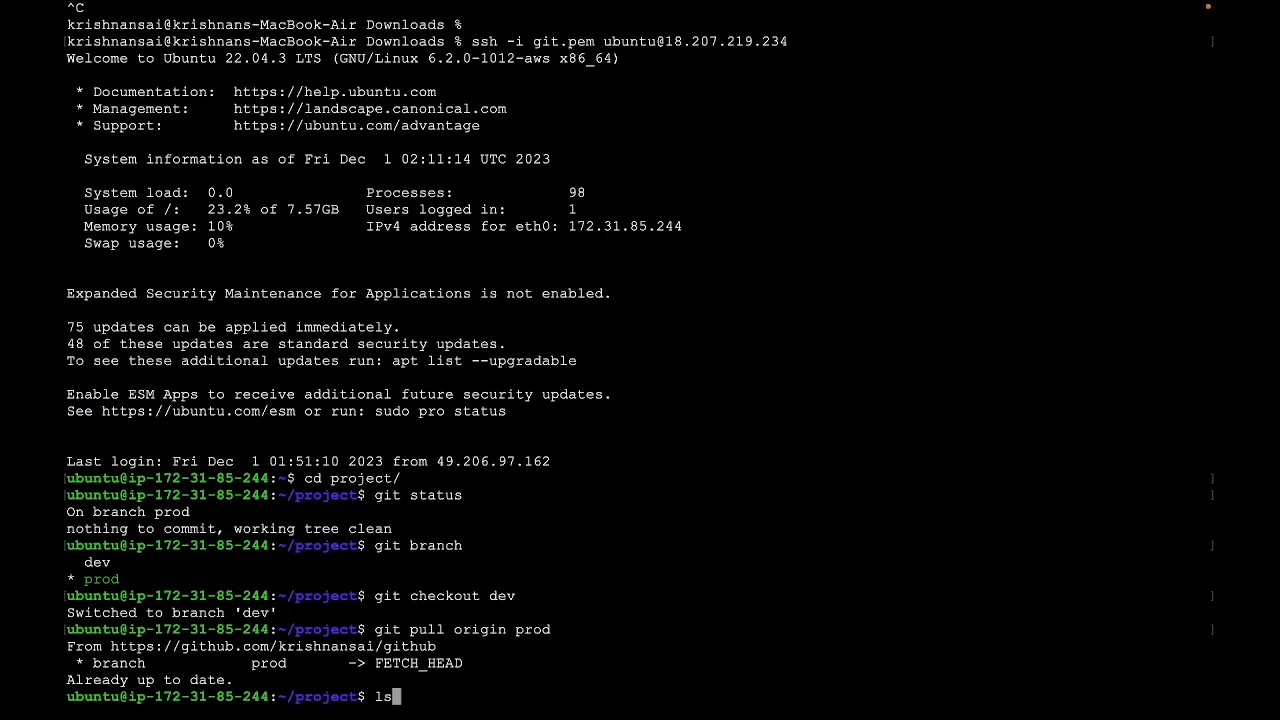 ^C
krishnansai@krishnans-MacBook-Air Downloads %
krishnansai@krishnans-MacBook-Air Downloads % ssh -i git.pem ubuntu@18.207.219.234
Welcome to Ubuntu 22.04.3 LTS (GNU/Linux 6.2.0-1012-aws x86_64)
* Documentation: https://help.ubuntu.com
* Management: https://landscape.canonical.com
* Support: https://ubuntu.com/advantage
System information as of Fri Dec 1 02:11:14 UTC 2023
System load: 0.0 Processes: 98
Usage of /: 23.2% of 7.57GB Users logged in: 1
Memory usage: 10% IPv4 address for eth0: 172.31.85.244
Swap usage: 0%
Expanded Security Maintenance for Applications is not enabled.
75 updates can be applied immediately.
48 of these updates are standard security updates.
To see these additional updates run: apt list --upgradable
Enable ESM Apps to receive additional future security updates.
See https://ubuntu.com/esm or run: sudo pro status
Last login: Fri Dec 1 01:51:10 2023 from 49.206.97.162
[ubuntu@ip-172-31-85-244:~$ cd project/ ]
[ubuntu@ip-172-31-85-244:~/project$ git status ]
On branch prod
nothing to commit, working tree clean
[ubuntu@ip-172-31-85-244:~/project$ git branch ]
dev
* prod
[ubuntu@ip-172-31-85-244:~/project$ git checkout dev ]
Switched to branch 'dev'
[ubuntu@ip-172-31-85-244:~/project$ git pull origin prod ]
From https://github.com/krishnansai/github
* branch prod -> FETCH_HEAD
Already up to date.
ubuntu@ip-172-31-85-244:~/project$ ls